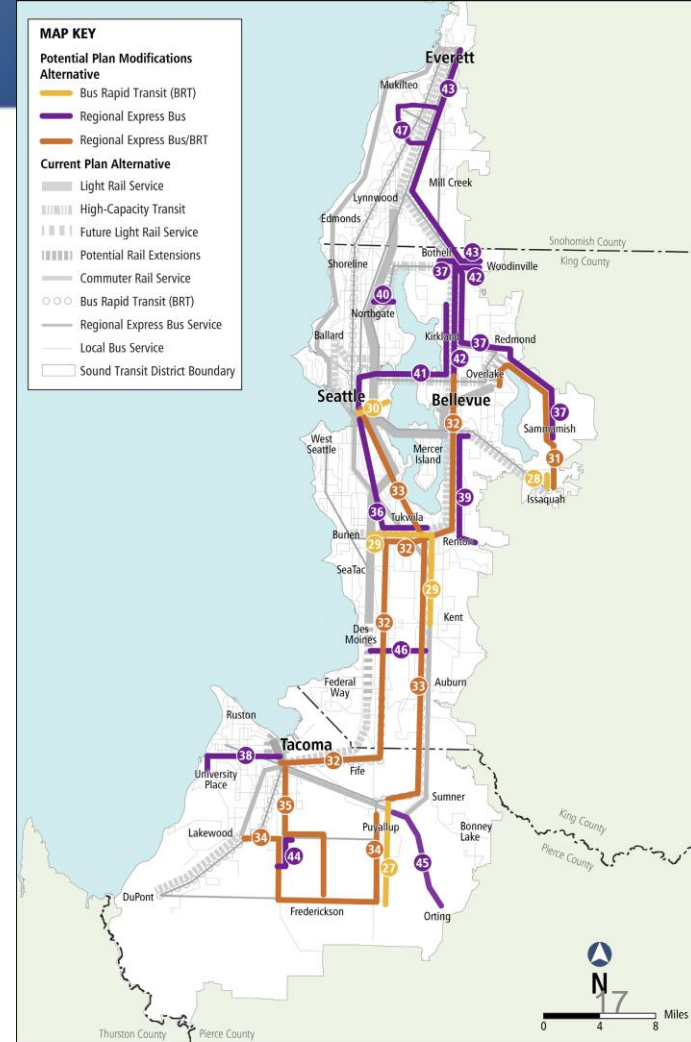 MAP KEY
Potential Plan Modifications
Alternative
Bus Rapid Transit (BRT)
Regional Express Bus
Regional Express Bus/BRT
Current Plan Alternative
Light Rail Service
High-Capacity Transit
Future Light Rail Service
Potential Rail Extensions
Commuter Rail Service
Bus Rapid Transit (BRT)
Regional Express Bus Service
Local Bus Service
Sound Transit District Boundary
Everett
Mukilteo
43
47
Mill Creek
Lynnwood
Edmonds
Snohomish County
King County
Bothell
43
Shoreline
37
42
Woodinville
40
Northgate
Ballard
Kirkland
37
Redmond
42
41
Overlake
Seattle
Bellevue
30
37
32
Sammamish
West
Seattle
Mercer
Island
31
33
28
39
Issaquah
36
Tukwila
Burien
29
32
Renton
SeaTac
29
Kent
32
Des
Moines
46
Federal
Way
33
Auburn
Ruston
Tacoma
38
32
University
Place
Fife
35
Sumner
King County
Pierce County
Lakewood
34
Puyallup
34
Bonney
Lake
44
27
45
DuPont
Frederickson
Orting
N
17
Miles
0 4 8
Thurston County
Pierce County